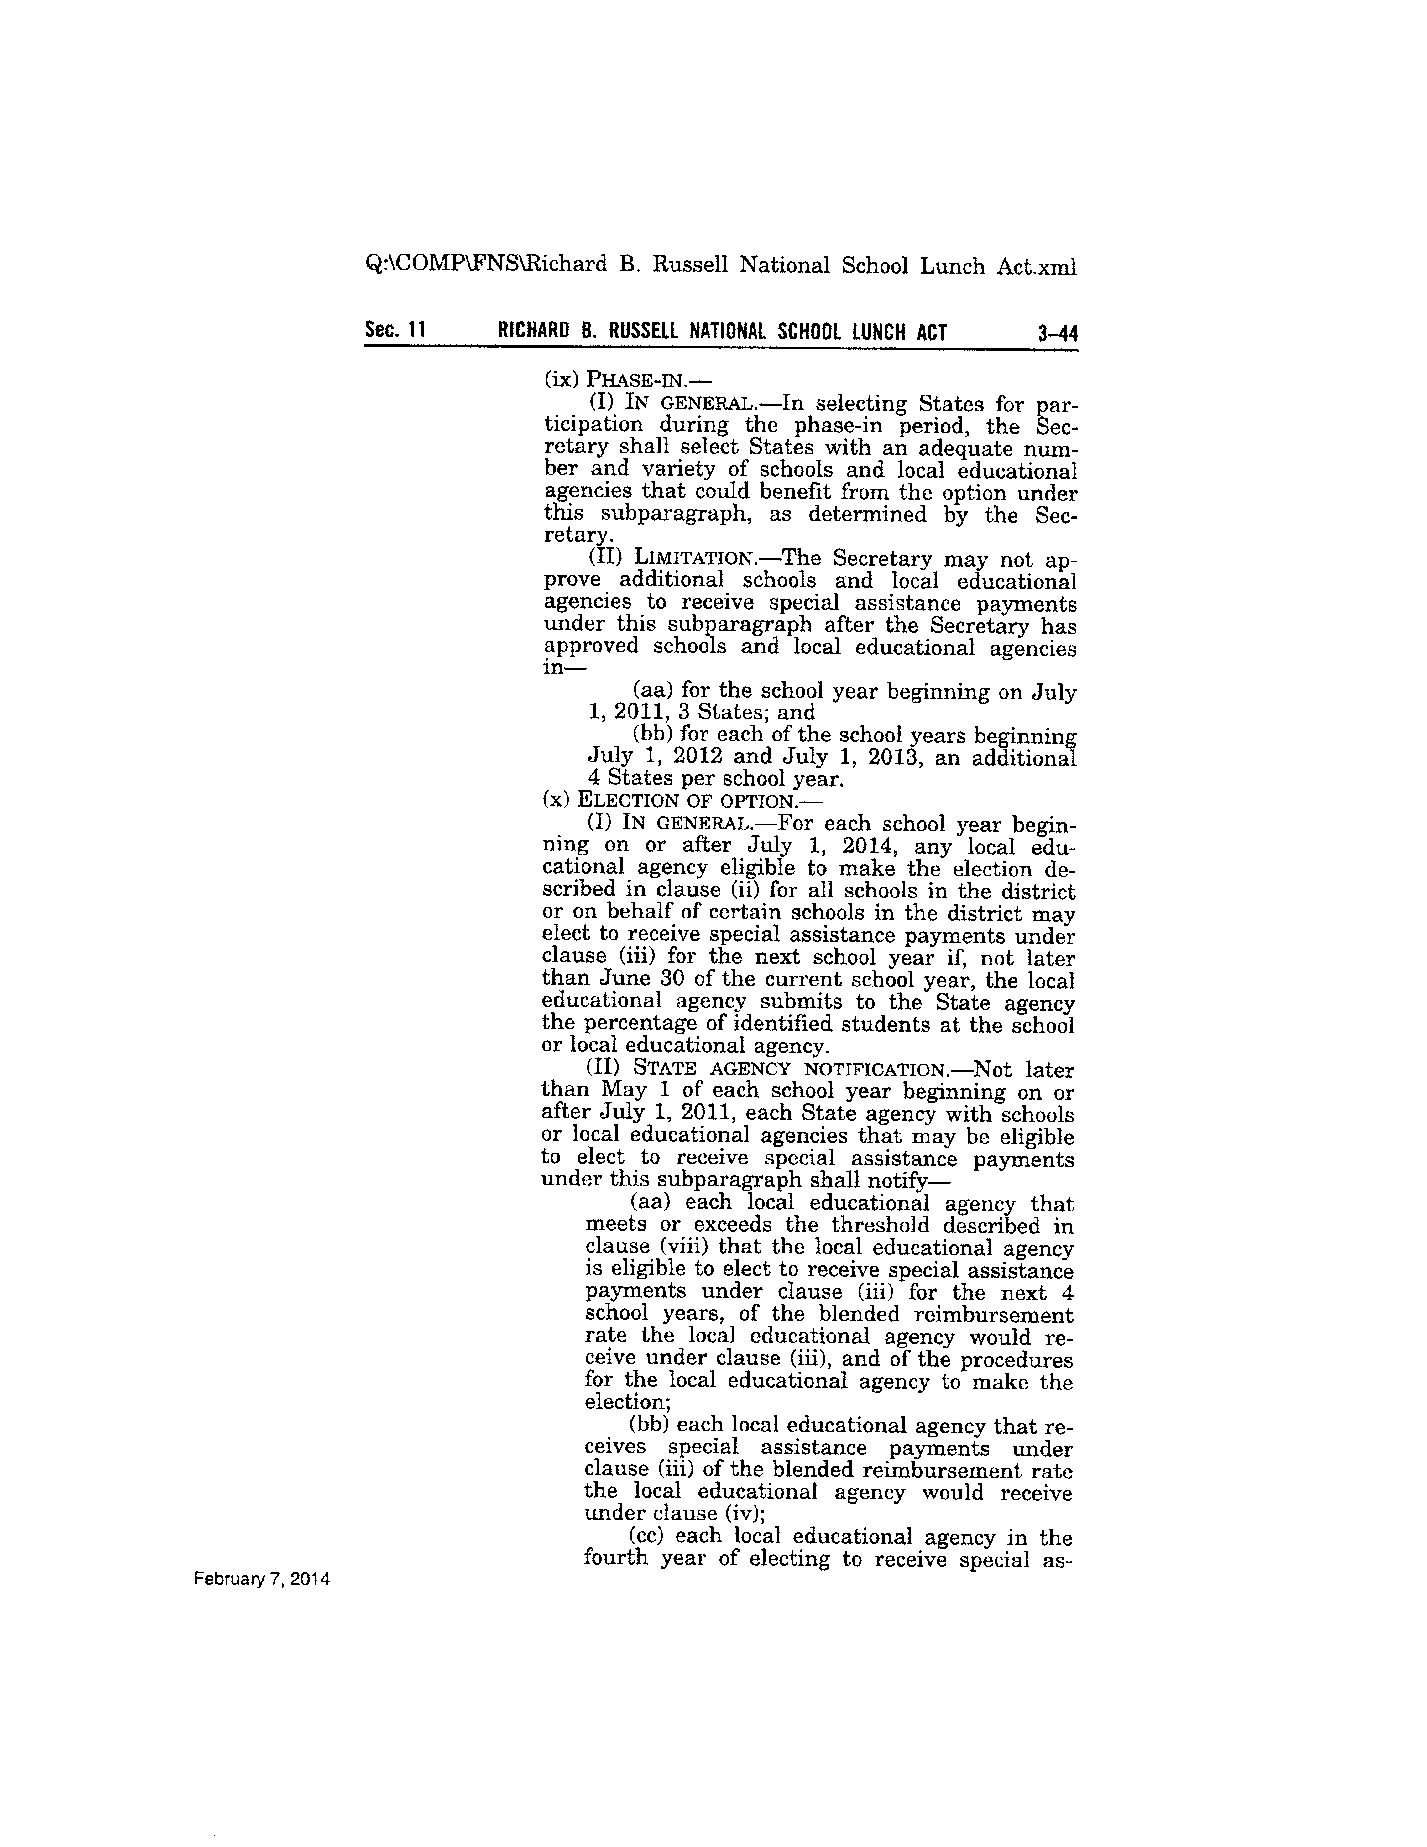 Q:\COMP\FNS\Richard B. Russell National School Lunch Act.xml
Sec. 11 RICHARD B. RUSSELL NATIONAL SCHOOL LUNCH ACT 3–44
(ix) PHASE-IN.—
(I) IN GENERAL.—In selecting States for par-
ticipation during the phase-in period, the Sec-
retary shall select States with an adequate num-
ber and variety of schools and local educational
agencies that could benefit from the option under
this subparagraph, as determined by the Sec-
retary.
(II) LIMITATION.—The Secretary may not ap-
prove additional schools and local educational
agencies to receive special assistance payments
under this subparagraph after the Secretary has
approved schools and local educational agencies
in—
(aa) for the school year beginning on July
1, 2011, 3 States; and
(bb) for each of the school years beginning
July 1, 2012 and July 1, 2013, an additional
4 States per school year.
(x) ELECTION OF OPTION.—
(I) IN GENERAL.—For each school year begin-
ning on or after July 1, 2014, any local edu-
cational agency eligible to make the election de-
scribed in clause (ii) for all schools in the district
or on behalf of certain schools in the district may
elect to receive special assistance payments under
clause (iii) for the next school year if, not later
than June 30 of the current school year, the local
educational agency submits to the State agency
the percentage of identified students at the school
or local educational agency.
(II) STATE AGENCY NOTIFICATION.—Not later
than May 1 of each school year beginning on or
after July 1, 2011, each State agency with schools
or local educational agencies that may be eligible
to elect to receive special assistance payments
under this subparagraph shall notify—
(aa) each local educational agency that
meets or exceeds the threshold described in
clause (viii) that the local educational agency
is eligible to elect to receive special assistance
payments under clause (iii) for the next 4
school years, of the blended reimbursement
rate the local educational agency would re-
ceive under clause (iii), and of the procedures
for the local educational agency to make the
election;
(bb) each local educational agency that re-
ceives special assistance payments under
clause (iii) of the blended reimbursement rate
the local educational agency would receive
under clause (iv);
(cc) each local educational agency in the
fourth year of electing to receive special as-
February 7, 2014